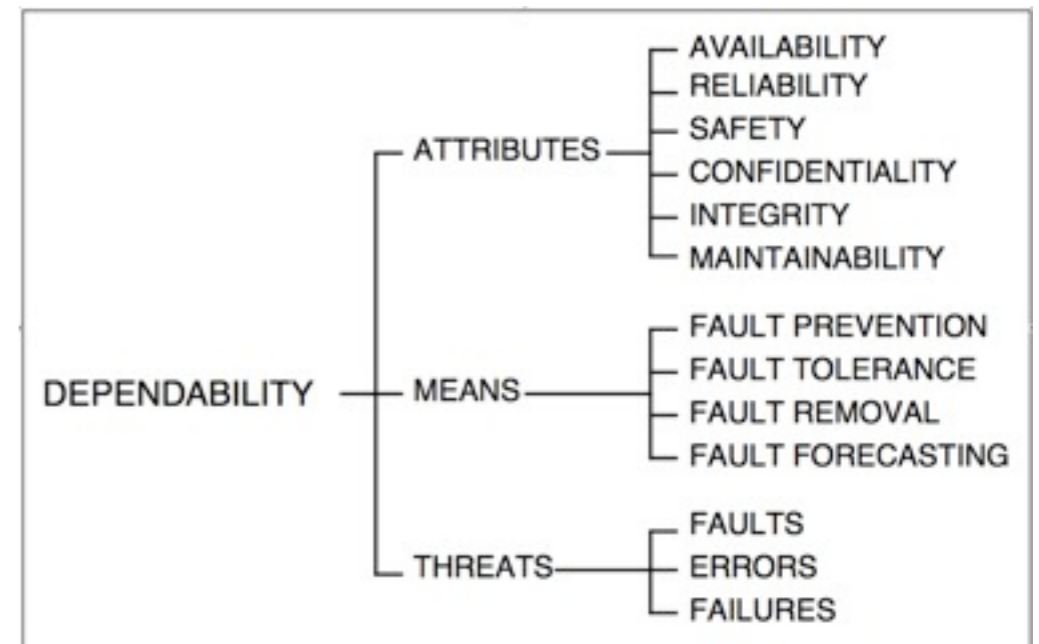 AVAILABILITY
RELIABILITY
SAFETY
ATTRIBUTES
CONFIDENTIALITY
INTEGRITY
MAINTAINABILITY
FAULT PREVENTION
FAULT TOLERANCE
DEPENDABILITY
MEANS
FAULT REMOVAL
FAULT FORECASTING
FAULTS
THREATS
ERRORS
FAILURES